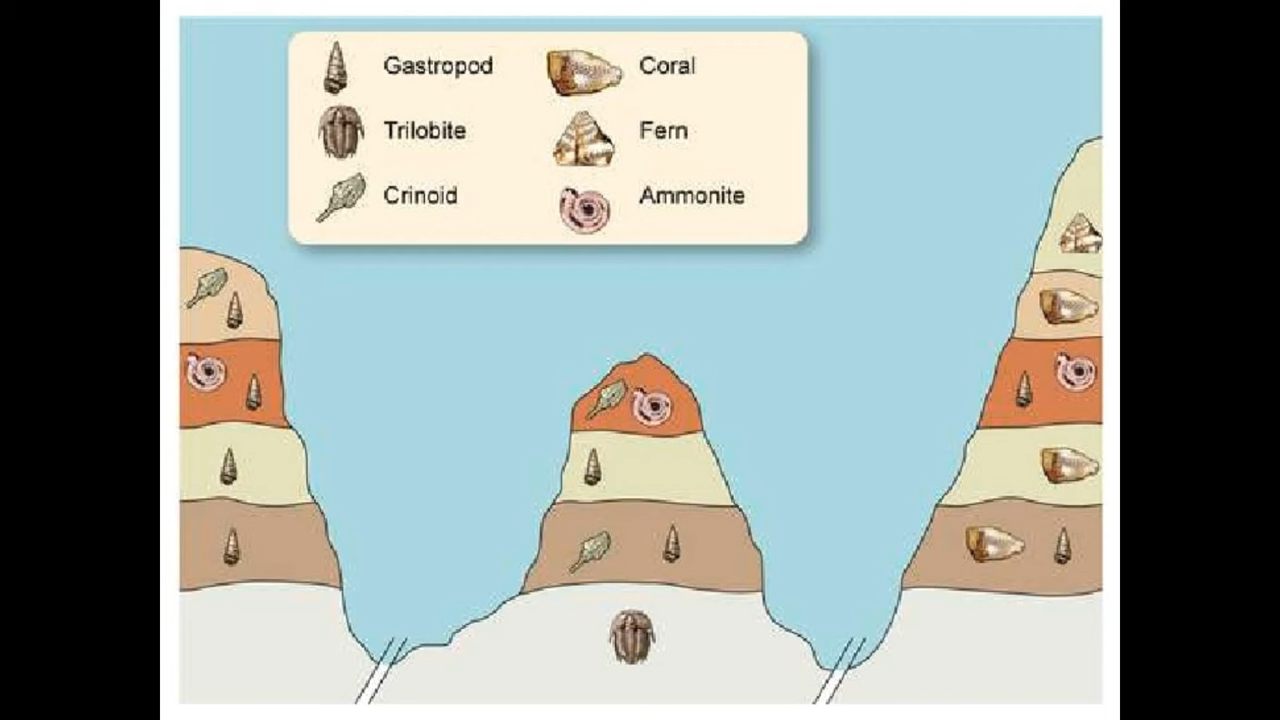 Gastropod
Coral
Trilobite
Fern
Crinoid
Ammonite